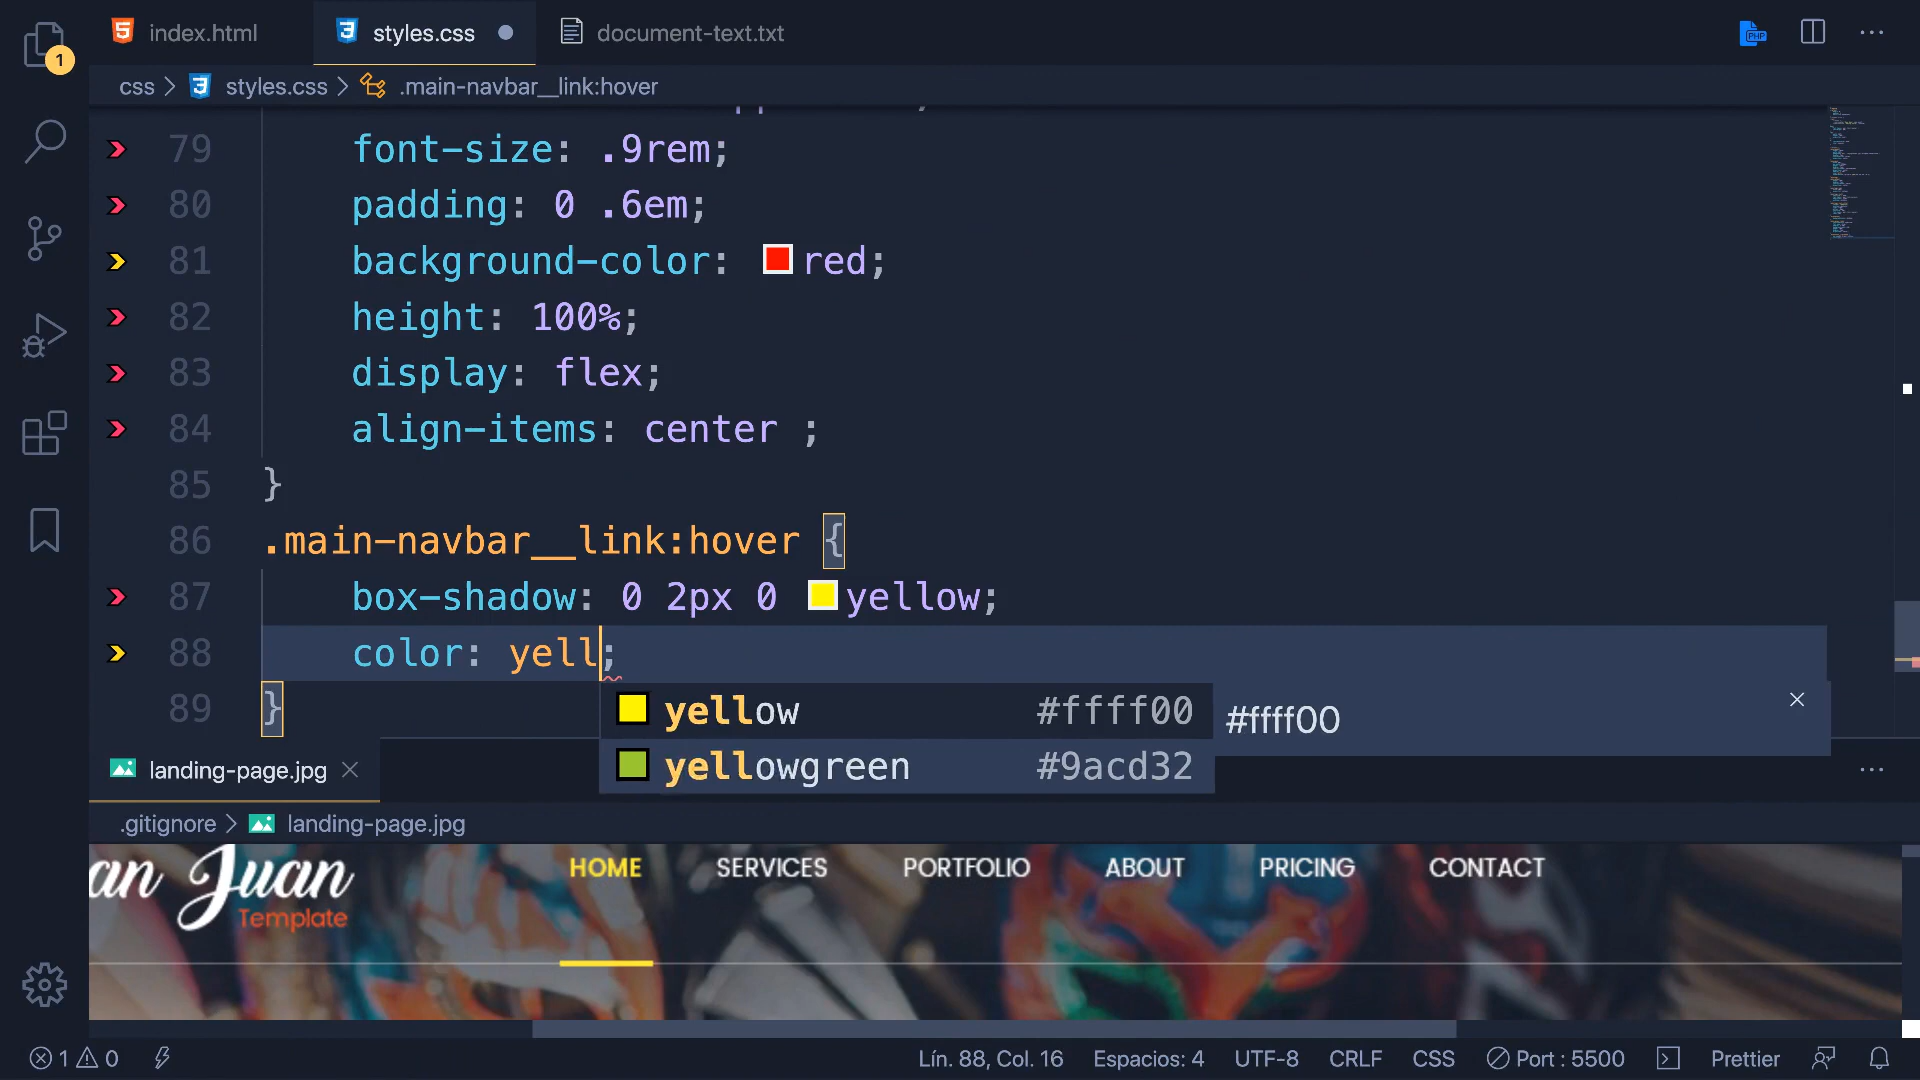 index.html
styles.css
document-text.txt
PHP
1
css
styles.css
.main-navbar__link:hover
79 font-size: .9rem;
80 padding: 0 .6em;
81 background-color: red;
82 height: 100%;
83 display: flex;
84 align-items: center ;
85 }
86 .main-navbar__link:hover {
87 box-shadow: 0 2px 0 yellow;
88 color: yell;
89 }
yellow #ffff00
#ffff00
yellowgreen #9acd32
landing-page.jpg
.gitignore
landing-page.jpg
an Juan
Template
HOME SERVICES PORTFOLIO ABOUT PRICING CONTACT
1 0
Lín. 88, Col. 16
Espacios: 4
UTF-8
CRLF
CSS
Port : 5500
Prettier